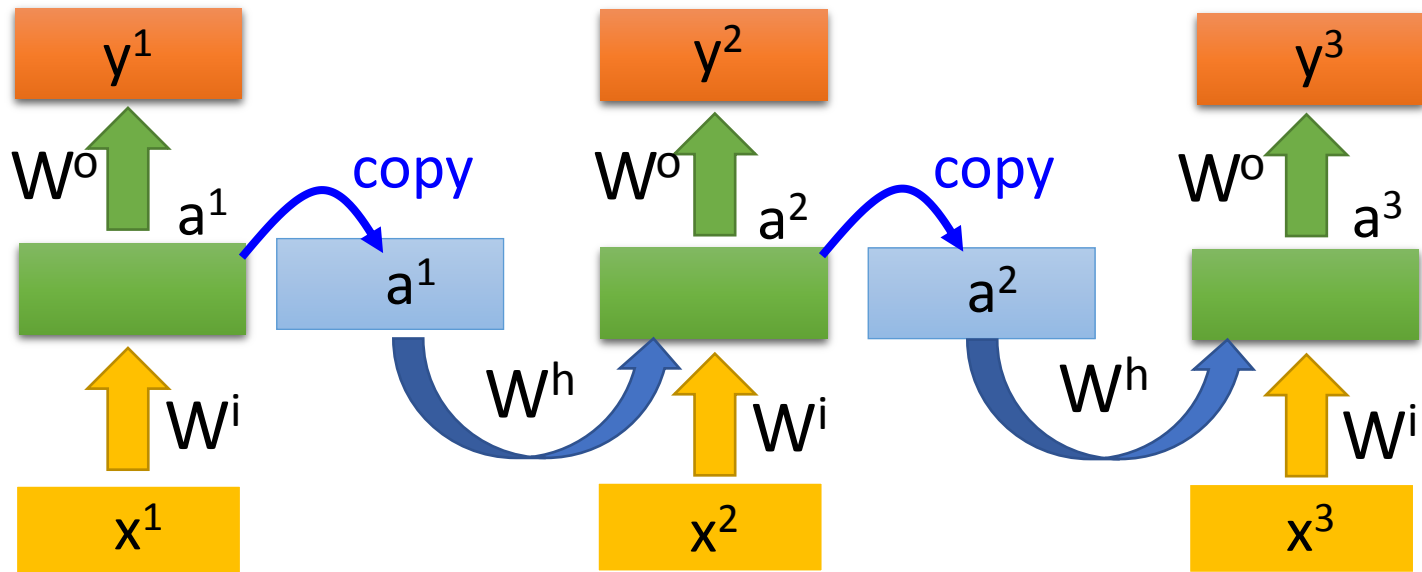 y¹ y² y³
Wᵒ copy Wᵒ copy Wᵒ
a¹ a² a³
a¹ a²
Wʰ Wʰ
Wⁱ Wⁱ Wⁱ
x¹ x² x³